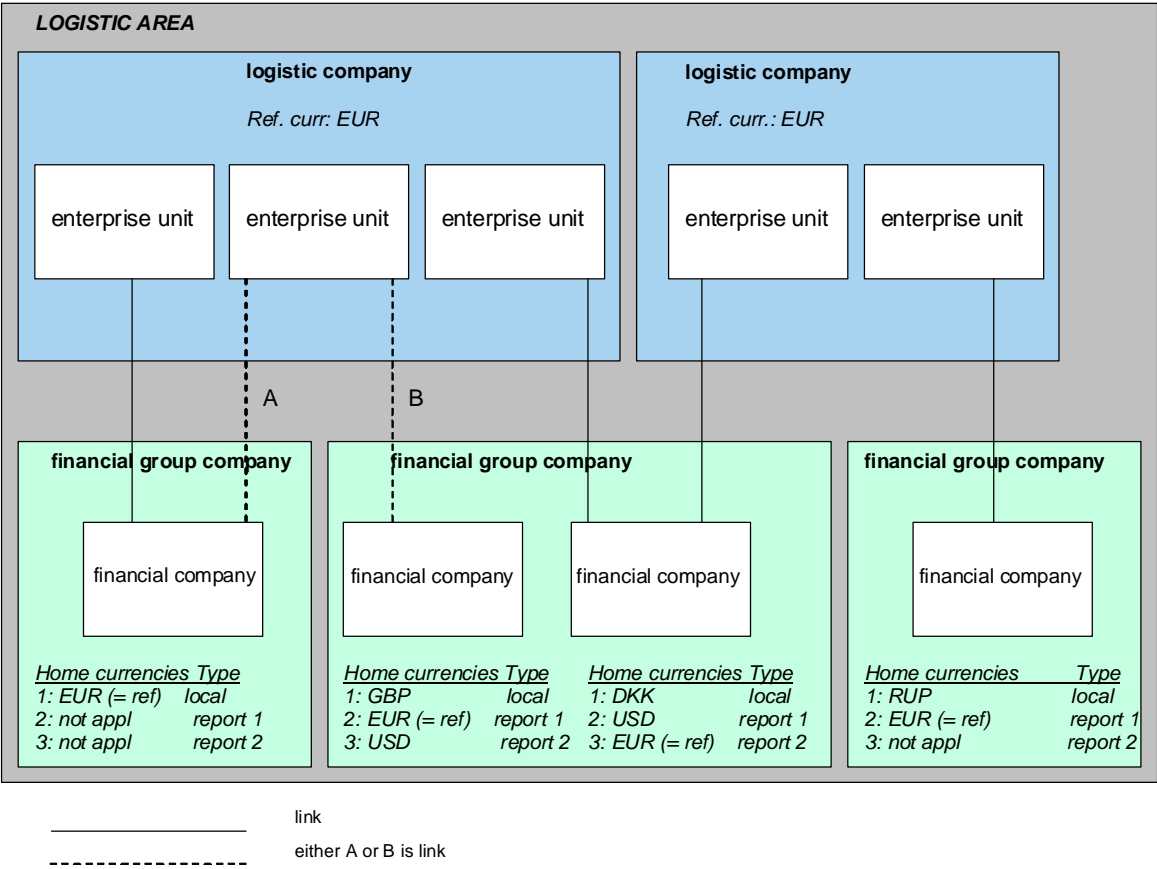 LOGISTIC AREA
logistic company
Ref. curr: EUR
enterprise unit
enterprise unit
enterprise unit
logistic company
Ref. curr.: EUR
enterprise unit
enterprise unit
A
B
financial group company
financial company
Home currencies Type
1: EUR (= ref) local
2: not appl report 1
3: not appl report 2
financial group company
financial company
Home currencies Type
1: GBP local
2: EUR (= ref) report 1
3: USD report 2
financial company
Home currencies Type
1: DKK local
2: USD report 1
3: EUR (= ref) report 2
financial group company
financial company
Home currencies Type
1: RUP local
2: EUR (= ref) report 1
3: not appl report 2
link
either A or B is link